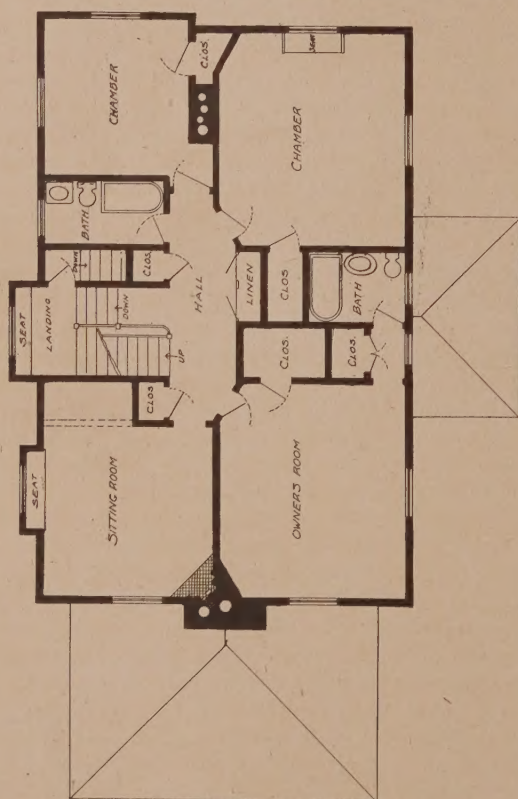 CHAMBER
CLOS
SEAT
CHAMBER
BATH
DOWN
CLOS.
HALL
LINEN
CLOS
BATH
SEAT
LANDING
DOWN
UP
CLOS.
CLOS.
CLOS
SEAT
SITTING ROOM
OWNERS ROOM